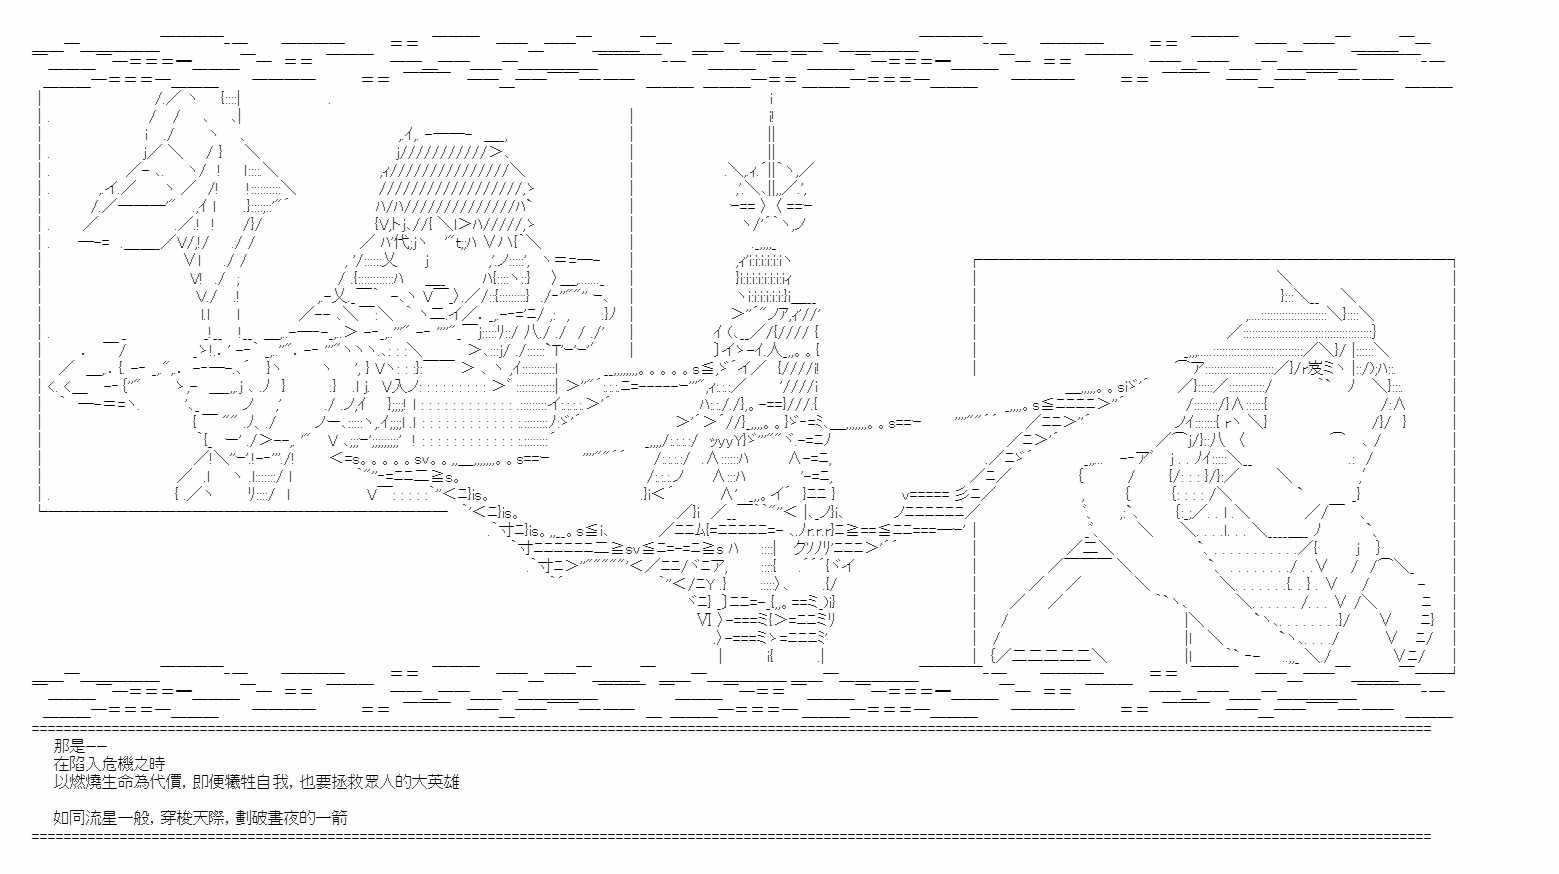 那是——
在陷入危機之時
以燃燒生命為代價, 即便犧牲自我, 也要拯救眾人的大英雄
如同流星一般, 穿梭天際, 劃破晝夜的一箭